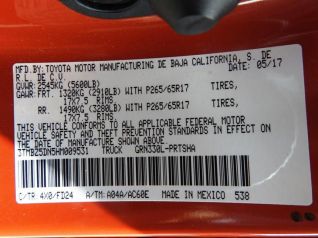 MFD.BY: TOYOTA MOTOR MANUFACTURING DE BAJA CALIFORNIA, S. DE
R.L. DE C.V. 05/17
GVWR: 2545KG (5600LB)
GAWR: FRT. 1320KG (2910LB) WITH P265/65R17 TIRES,
17X7.5 RIMS
RR. 1490KG (3280LB) WITH P265/65R17 TIRES,
17X7.5 RIMS
THIS VEHICLE CONFORMS TO ALL APPLICABLE FEDERAL MOTOR
VEHICLE SAFETY AND THEFT PREVENTION STANDARDS IN EFFECT ON
THE DATE OF MANUFACTURE SHOWN ABOVE.
3TMBZ5DN5HM009531 TRUCK GRN330L-PRTSHA
C/TR 4X0/FD24 A/TM: A04A/AC60E MADE IN MEXICO 538